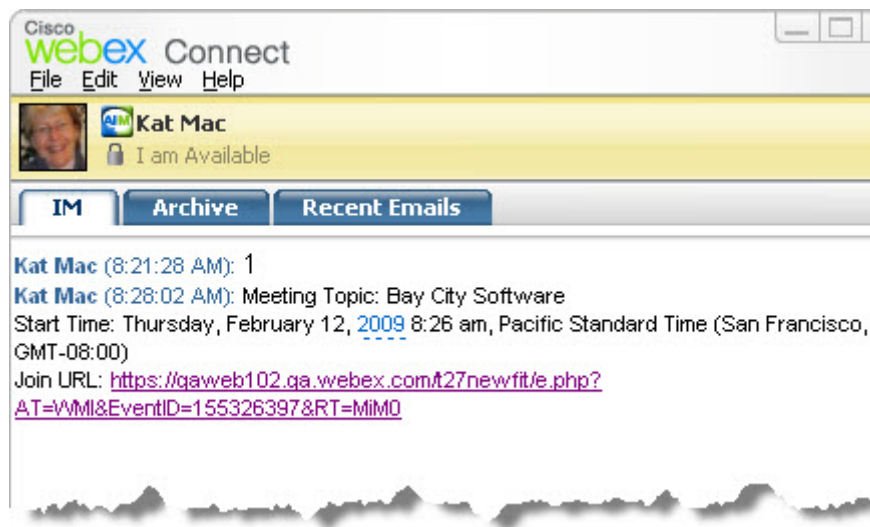 Cisco
webex Connect
File Edit View Help
AIM Kat Mac
I am Available
IM Archive Recent Emails
Kat Mac (8:21:28 AM): 1
Kat Mac (8:28:02 AM): Meeting Topic: Bay City Software
Start Time: Thursday, February 12, 2009 8:26 am, Pacific Standard Time (San Francisco,
GMT-08:00)
Join URL: https://qaweb102.qa.webex.com/t27newfit/e.php?
AT=WMI&EventID=155326397&RT=MiM0